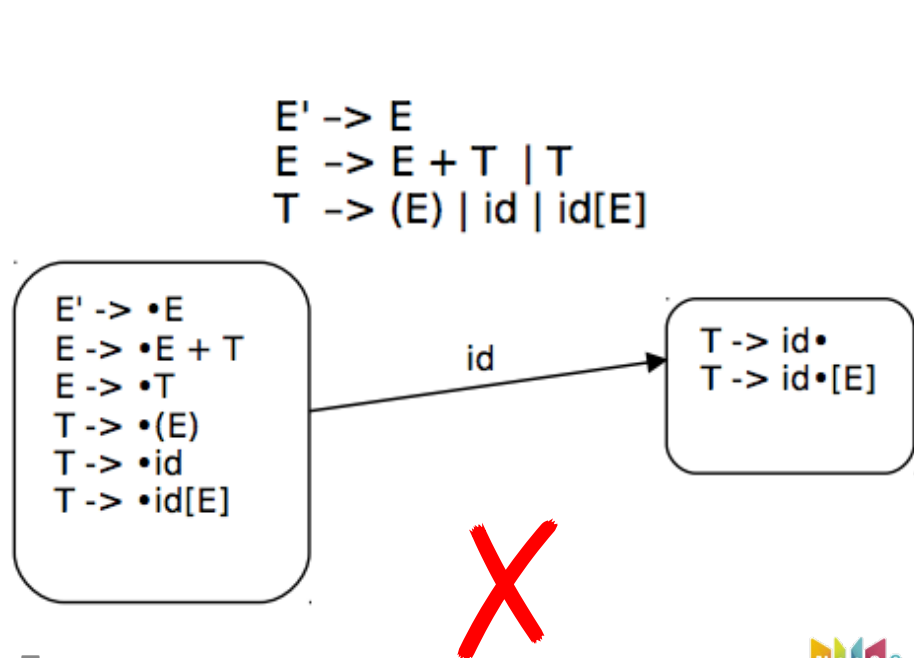 E' –> E
E –> E + T | T
T –> (E) | id | id[E]
E' -> •E
E -> •E + T
E -> •T
T -> •(E)
T -> •id
T -> •id[E]
id
T -> id•
T -> id•[E]